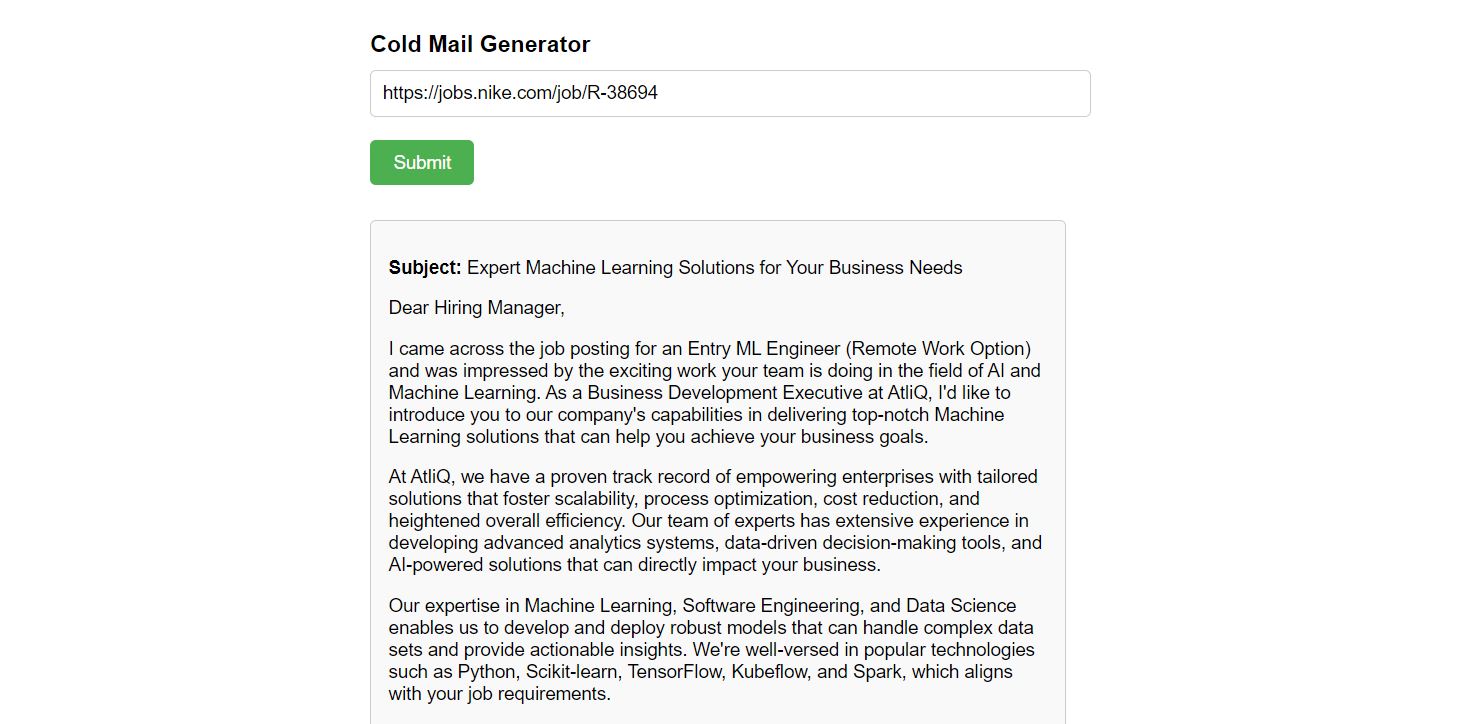 Cold Mail Generator
https://jobs.nike.com/job/R-38694
Submit
Subject: Expert Machine Learning Solutions for Your Business Needs
Dear Hiring Manager,
I came across the job posting for an Entry ML Engineer (Remote Work Option)
and was impressed by the exciting work your team is doing in the field of AI and
Machine Learning. As a Business Development Executive at AtliQ, I'd like to
introduce you to our company's capabilities in delivering top-notch Machine
Learning solutions that can help you achieve your business goals.
At AtliQ, we have a proven track record of empowering enterprises with tailored
solutions that foster scalability, process optimization, cost reduction, and
heightened overall efficiency. Our team of experts has extensive experience in
developing advanced analytics systems, data-driven decision-making tools, and
AI-powered solutions that can directly impact your business.
Our expertise in Machine Learning, Software Engineering, and Data Science
enables us to develop and deploy robust models that can handle complex data
sets and provide actionable insights. We're well-versed in popular technologies
such as Python, Scikit-learn, TensorFlow, Kubeflow, and Spark, which aligns
with your job requirements.